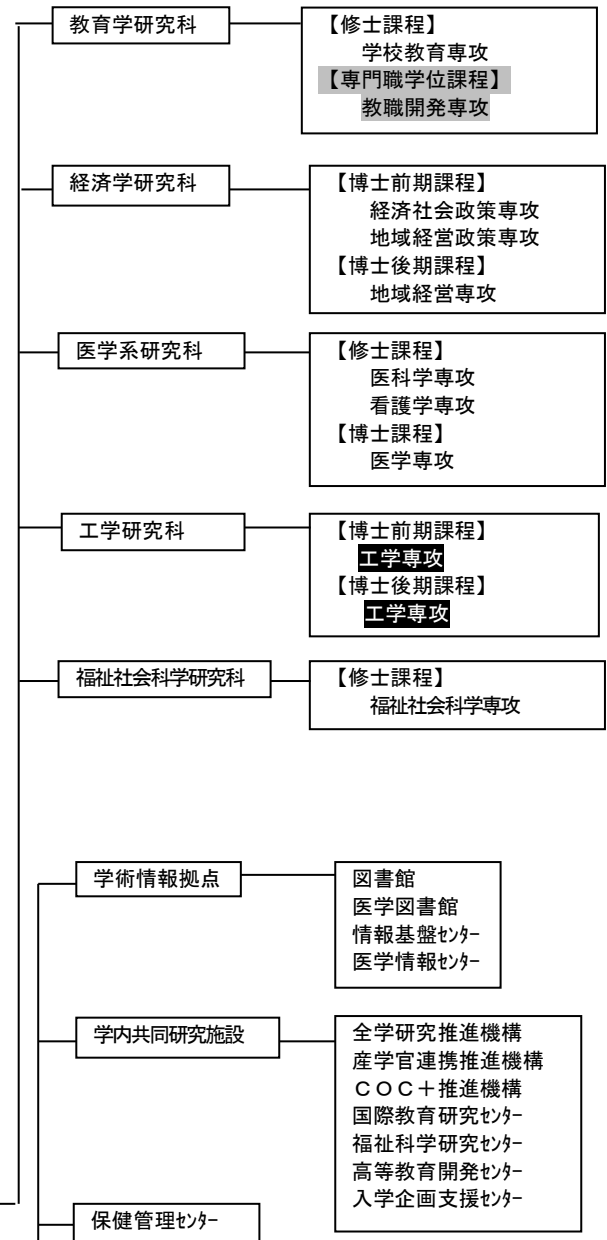 教育学研究科
【修士課程】
学校教育専攻
【専門職学位課程】
教職開発専攻
経済学研究科
【博士前期課程】
経済社会政策専攻
地域経営政策専攻
【博士後期課程】
地域経営専攻
医学系研究科
【修士課程】
医科学専攻
看護学専攻
【博士課程】
医学専攻
工学研究科
【博士前期課程】
工学専攻
【博士後期課程】
工学専攻
福祉社会科学研究科
【修士課程】
福祉社会科学専攻
学術情報拠点
図書館
医学図書館
情報基盤ｾﾝﾀｰ
医学情報ｾﾝﾀｰ
学内共同研究施設
全学研究推進機構
産学官連携推進機構
ＣＯＣ＋推進機構
国際教育研究ｾﾝﾀｰ
福祉科学研究ｾﾝﾀｰ
高等教育開発ｾﾝﾀｰ
入学企画支援ｾﾝﾀｰ
保健管理ｾﾝﾀｰ